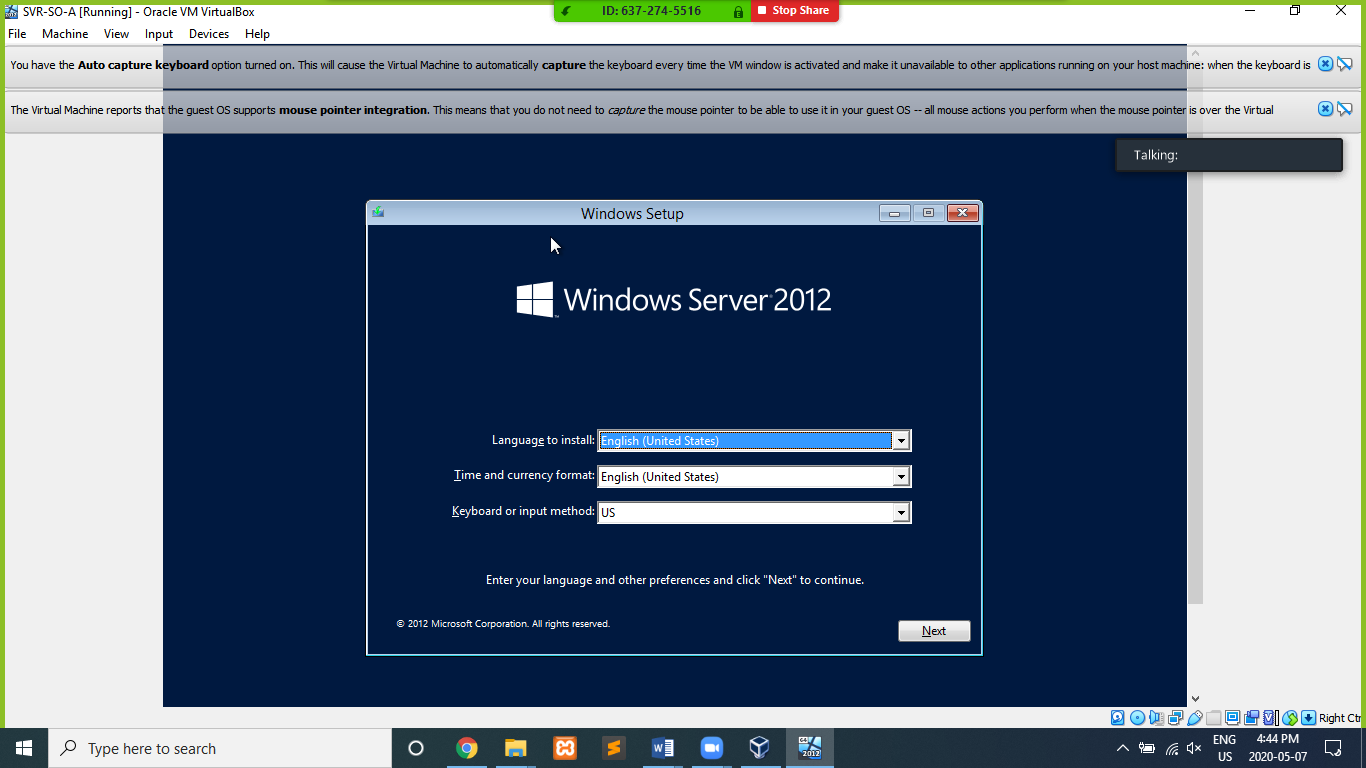 SVR-SO-A [Running] - Oracle VM VirtualBox
ID: 637-274-5516
Stop Share
File Machine View Input Devices Help
You have the Auto capture keyboard option turned on. This will cause the Virtual Machine to automatically capture the keyboard every time the VM window is activated and make it unavailable to other applications running on your host machine: when the keyboard is
The Virtual Machine reports that the guest OS supports mouse pointer integration. This means that you do not need to capture the mouse pointer to be able to use it in your guest OS -- all mouse actions you perform when the mouse pointer is over the Virtual
Talking:
Windows Setup
Windows Server 2012
Language to install: English (United States)
Time and currency format: English (United States)
Keyboard or input method: US
Enter your language and other preferences and click "Next" to continue.
© 2012 Microsoft Corporation. All rights reserved.
Next
Right Ctr
Type here to search
64
2012
ENG
US
4:44 PM
2020-05-07